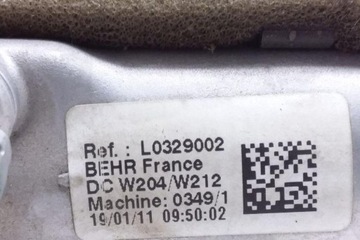 Ref. : L0329002
BEHR France
DC W204/W212
Machine: 0349/1
19/01/11 09:50:02